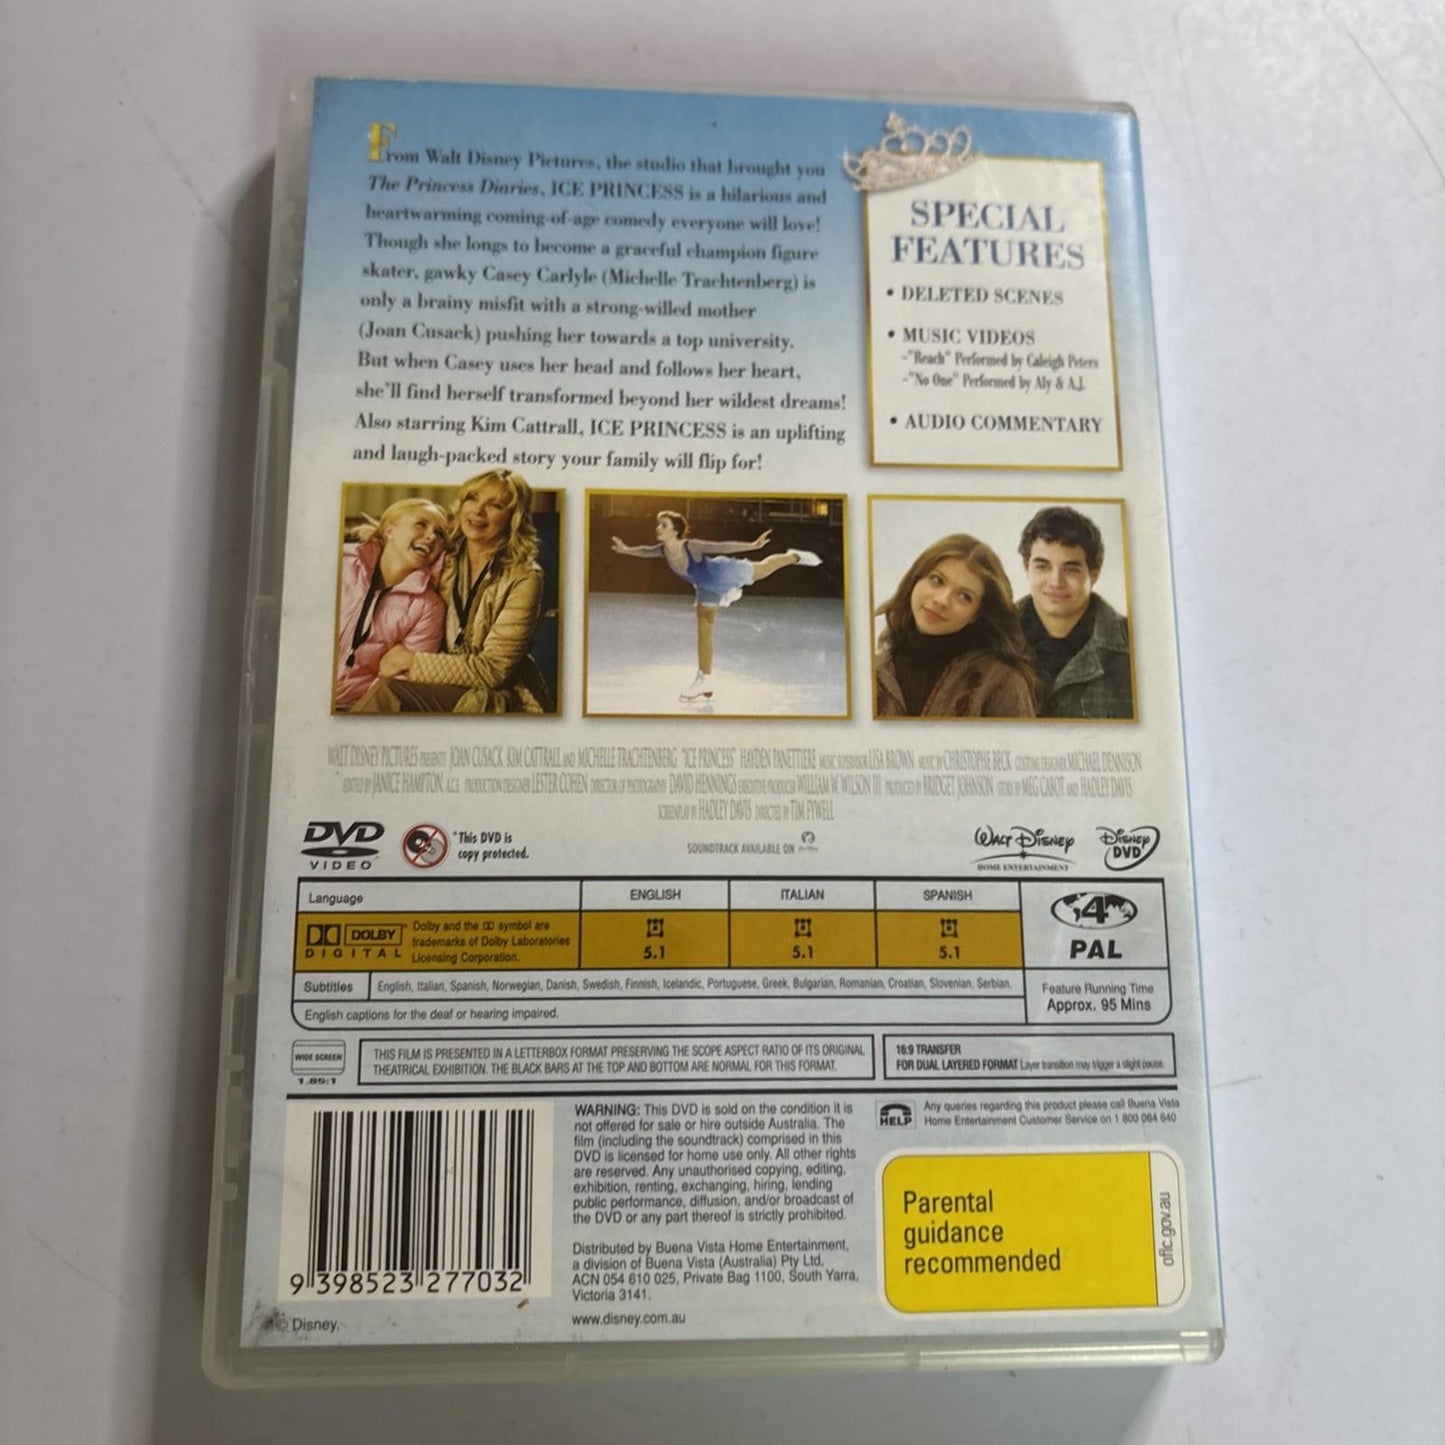 From Walt Disney Pictures, the studio that brought you
The Princess Diaries, ICE PRINCESS is a hilarious and
heartwarming coming-of-age comedy everyone will love!
Though she longs to become a graceful champion figure
skater, gawky Casey Carlyle (Michelle Trachtenberg) is
only a brainy misfit with a strong-willed mother
(Joan Cusack) pushing her towards a top university.
But when Casey uses her head and follows her heart,
she'll find herself transformed beyond her wildest dreams!
Also starring Kim Cattrall, ICE PRINCESS is an uplifting
and laugh-packed story your family will flip for!
SPECIAL
FEATURES
• DELETED SCENES
• MUSIC VIDEOS
-"Reach" Performed by Caleigh Peters
-"No One" Performed by Aly & A.J.
• AUDIO COMMENTARY
WALT DISNEY PICTURES PRESENTS JOAN CUSACK KIM CATTRALL AND MICHELLE TRACHTENBERG "ICE PRINCESS" HAYDEN PANETTIERE MUSIC SUPERVISOR LISA BROWN MUSIC BY CHRISTOPHE BECK COSTUME DESIGNER MICHAEL DENNISON
EDITED BY JANICE HAMPTON, A.C.E. PRODUCTION DESIGNER LESTER COHEN DIRECTOR OF PHOTOGRAPHY DAVID HENNINGS EXECUTIVE PRODUCER WILLIAM W. WILSON III PRODUCED BY BRIDGET JOHNSON STORY BY MEG CABOT AND HADLEY DAVIS
SCREENPLAY BY HADLEY DAVIS DIRECTED BY TIM FYWELL
DVD
VIDEO
*This DVD is
copy protected.
SOUNDTRACK AVAILABLE ON
WALT DISNEY
HOME ENTERTAINMENT
DISNEY
DVD
Language
ENGLISH
ITALIAN
SPANISH
DOLBY
DIGITAL
Dolby and the DD symbol are
trademarks of Dolby Laboratories
Licensing Corporation.
5.1
5.1
5.1
4
PAL
Subtitles
English, Italian, Spanish, Norwegian, Danish, Swedish, Finnish, Icelandic, Portuguese, Greek, Bulgarian, Romanian, Croatian, Slovenian, Serbian.
English captions for the deaf or hearing impaired.
Feature Running Time
Approx. 95 Mins
WIDE SCREEN
1.85:1
THIS FILM IS PRESENTED IN A LETTERBOX FORMAT PRESERVING THE SCOPE ASPECT RATIO OF ITS ORIGINAL
THEATRICAL EXHIBITION. THE BLACK BARS AT THE TOP AND BOTTOM ARE NORMAL FOR THIS FORMAT.
16:9 TRANSFER
FOR DUAL LAYERED FORMAT Layer transition may trigger a slight pause.
9 398523 277032
© Disney.
WARNING: This DVD is sold on the condition it is
not offered for sale or hire outside Australia. The
film (including the soundtrack) comprised in this
DVD is licensed for home use only. All other rights
are reserved. Any unauthorised copying, editing,
exhibition, renting, exchanging, hiring, lending
public performance, diffusion, and/or broadcast of
the DVD or any part thereof is strictly prohibited.
Distributed by Buena Vista Home Entertainment,
a division of Buena Vista (Australia) Pty Ltd,
ACN 054 610 025, Private Bag 1100, South Yarra,
Victoria 3141.
www.disney.com.au
HELP
Any queries regarding this product please call Buena Vista
Home Entertainment Customer Service on 1 800 064 640
Parental
guidance
recommended
oflc.gov.au